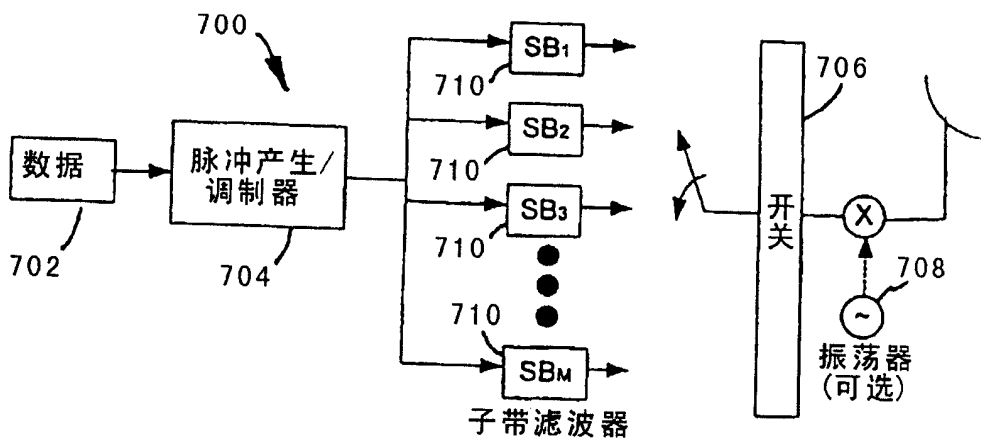 700
SB1
710
706
SB2
数据
脉冲产生/
调制器
710
SB3
开关
X
702
704
710
708
710
~
SBM
振荡器
(可选)
子带滤波器